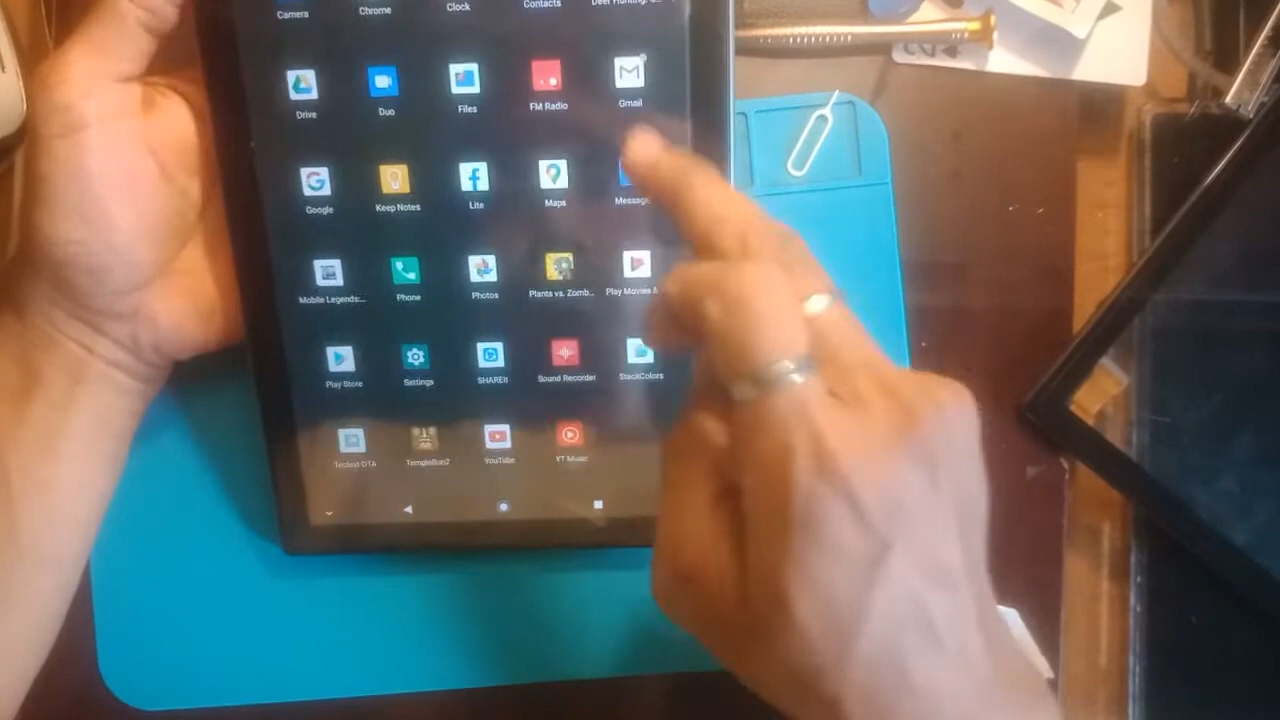 Camera Chrome Clock Contacts Deer Hunting: ...
Drive Duo Files FM Radio Gmail
Google Keep Notes Lite Maps Message
Mobile Legends:... Phone Photos Plants vs. Zomb... Play Movies &
Play Store Settings SHAREit Sound Recorder StackColors
Teclast OTA TempleRun2 YouTube YT Music